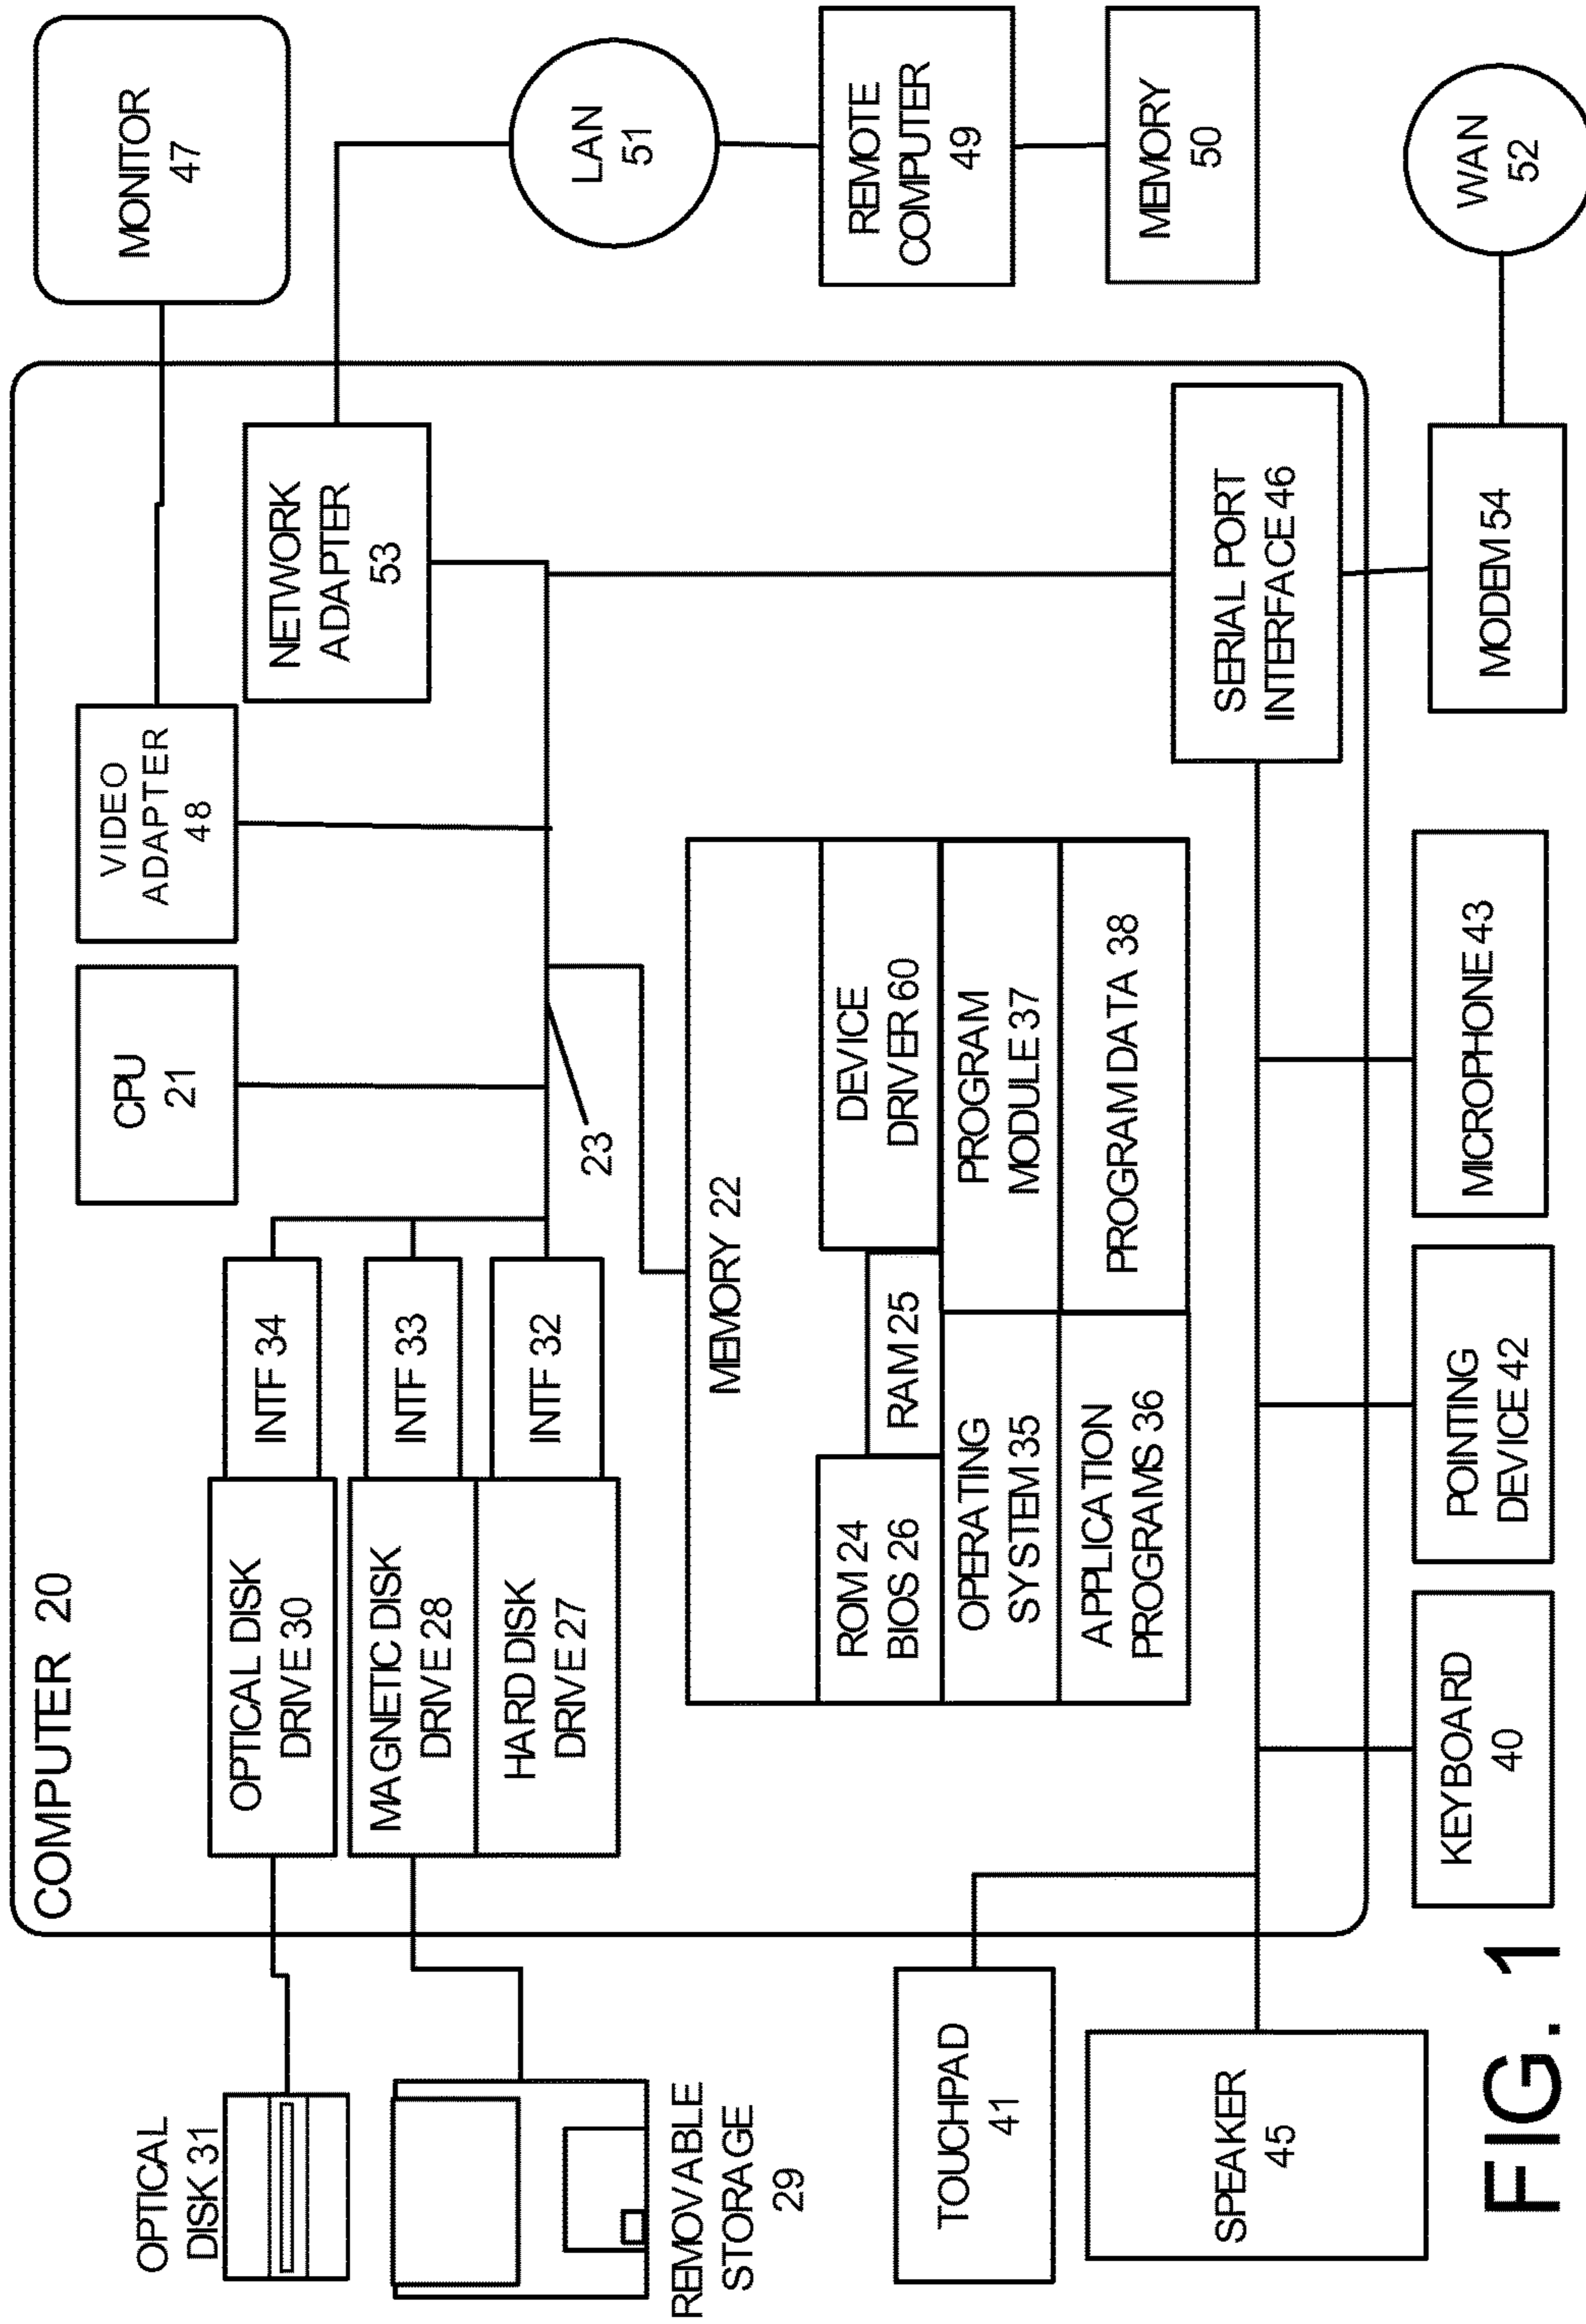 COMPUTER 20
OPTICAL
DISK 31
OPTICAL DISK
DRIVE 30
INTF 34
CPU
21
VIDEO
ADAPTER
48
MONITOR
47
REMOVABLE
STORAGE
29
MAGNETIC DISK
DRIVE 28
INTF 33
HARD DISK
DRIVE 27
INTF 32
23
NETWORK
ADAPTER
53
LAN
51
MEMORY 22
ROM 24
BIOS 26
RAM 25
DEVICE
DRIVER 60
OPERATING
SYSTEM 35
PROGRAM
MODULE 37
APPLICATION
PROGRAMS 36
PROGRAM DATA 38
REMOTE
COMPUTER
49
MEMORY
50
TOUCHPAD
41
SPEAKER
45
SERIAL PORT
INTERFACE 46
KEYBOARD
40
POINTING
DEVICE 42
MICROPHONE 43
MODEM 54
WAN
52
FIG. 1